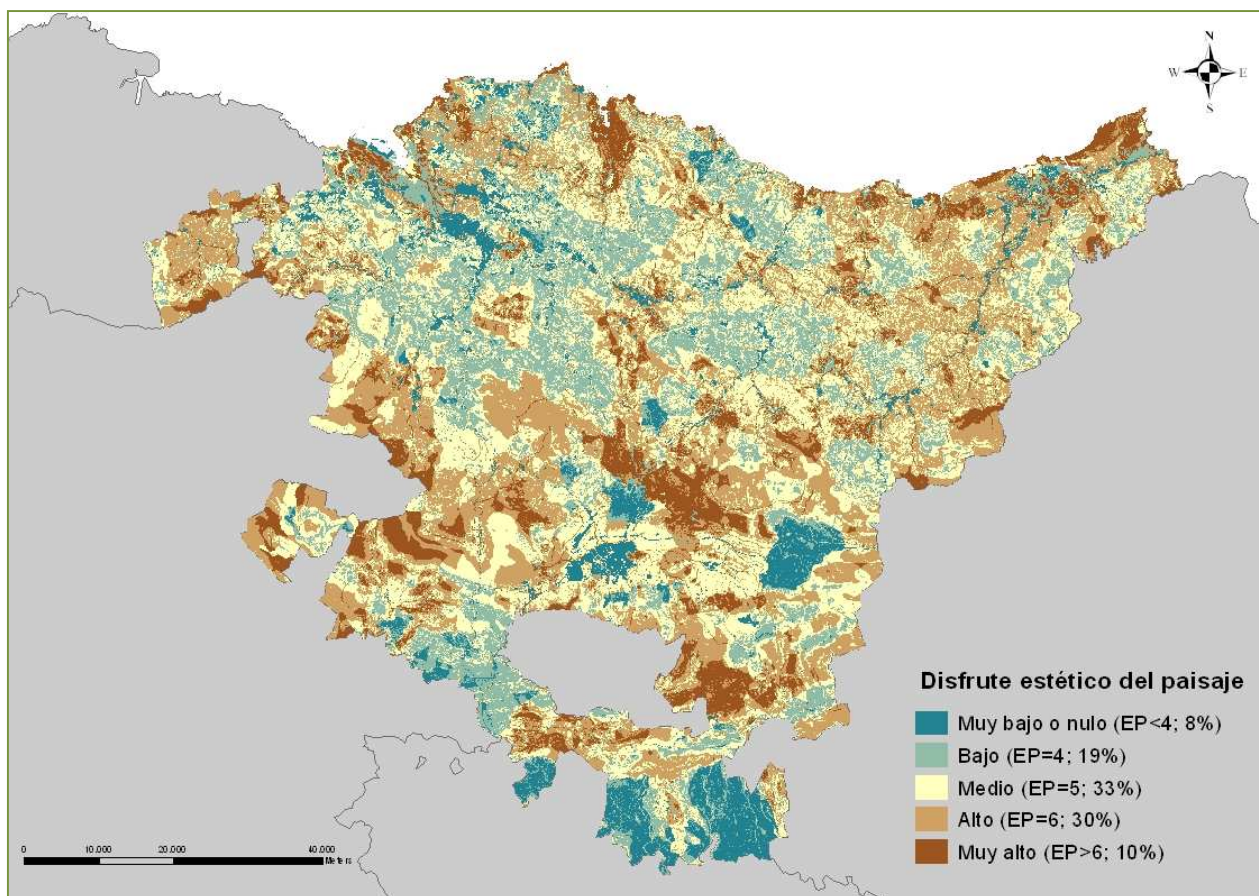 N
W E
S
Disfrute estético del paisaje
Muy bajo o nulo (EP<4; 8%)
Bajo (EP=4; 19%)
Medio (EP=5; 33%)
Alto (EP=6; 30%)
Muy alto (EP>6; 10%)
0 10.000 20.000 40.000
Meters